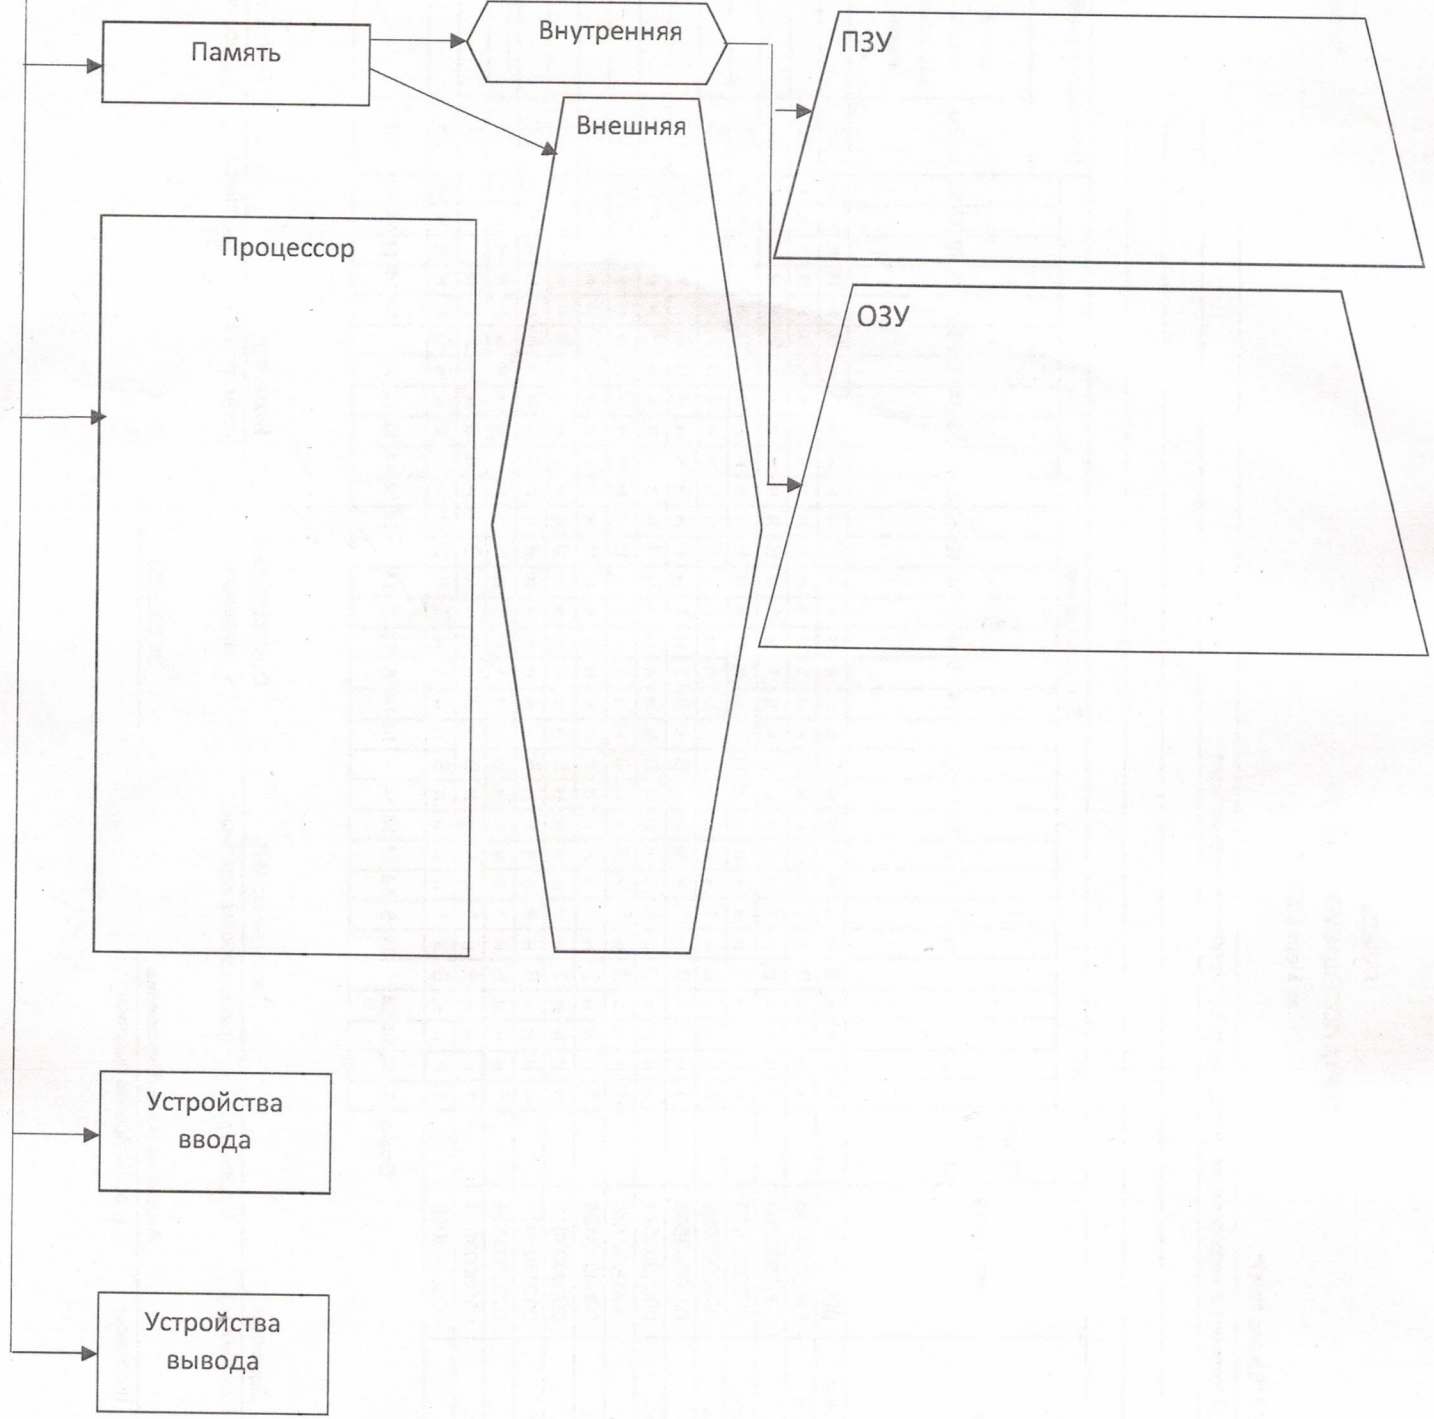 Память
Внутренняя
ПЗУ
Внешняя
Процессор
ОЗУ
Устройства
ввода
Устройства
вывода